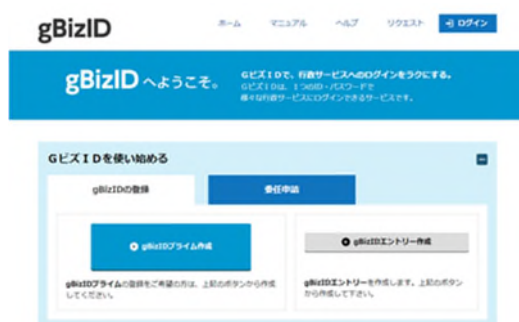 gBizID
ホーム マニュアル ヘルプ リクエスト ログイン
gBizID へようこそ。
GビズIDで、行政サービスへのログインをラクにする。
GビズIDは、1つのID・パスワードで
様々な行政サービスにログインできるサービスです。
GビズIDを使い始める
gBizIDの登録 委任申請
gBizIDプライム作成
gBizIDエントリー作成
gBizIDプライムの登録をご希望の方は、上記のボタンから作成
してください。
gBizIDエントリーを作成します。上記のボタン
から作成して下さい。